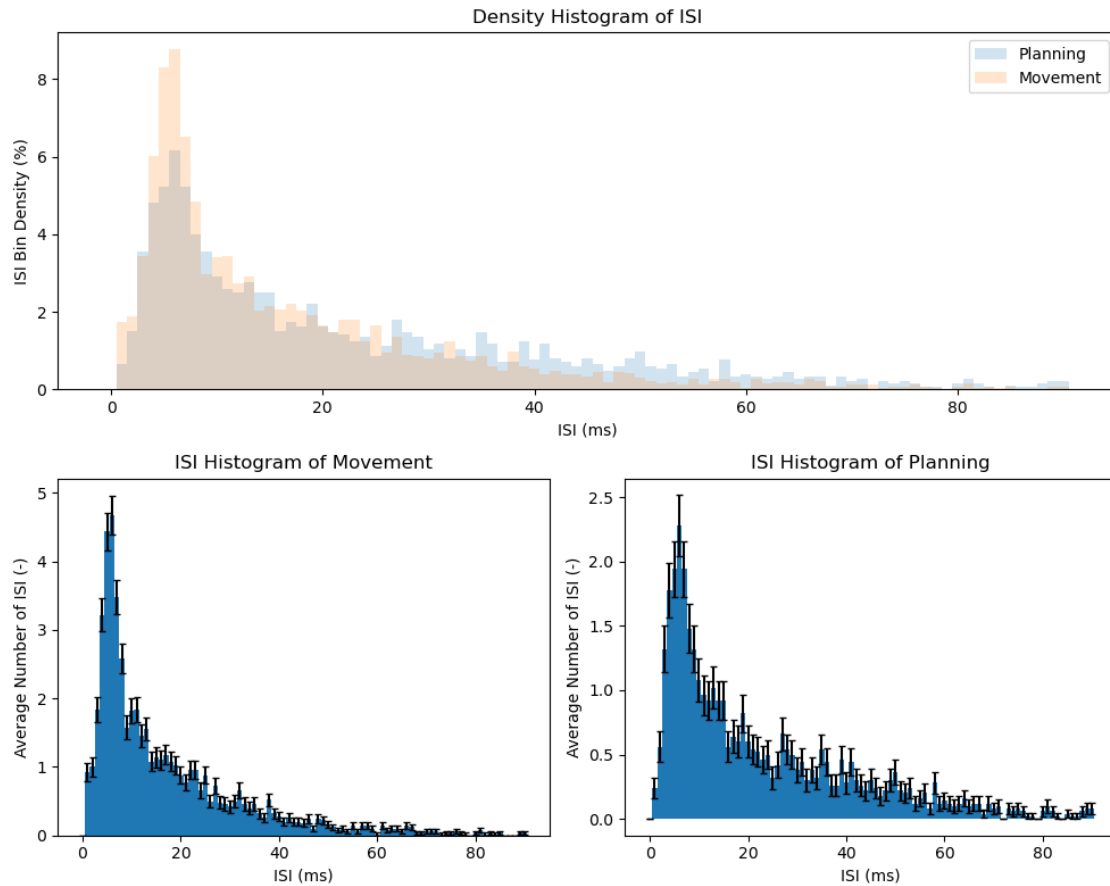 Density Histogram of ISI
ISI Bin Density (%)
8
6
4
2
0
Planning
Movement
0 20 40 60 80
ISI (ms)
ISI Histogram of Movement
Average Number of ISI (-)
5
4
3
2
1
0
0 20 40 60 80
ISI (ms)
ISI Histogram of Planning
Average Number of ISI (-)
2.5
2.0
1.5
1.0
0.5
0.0
0 20 40 60 80
ISI (ms)